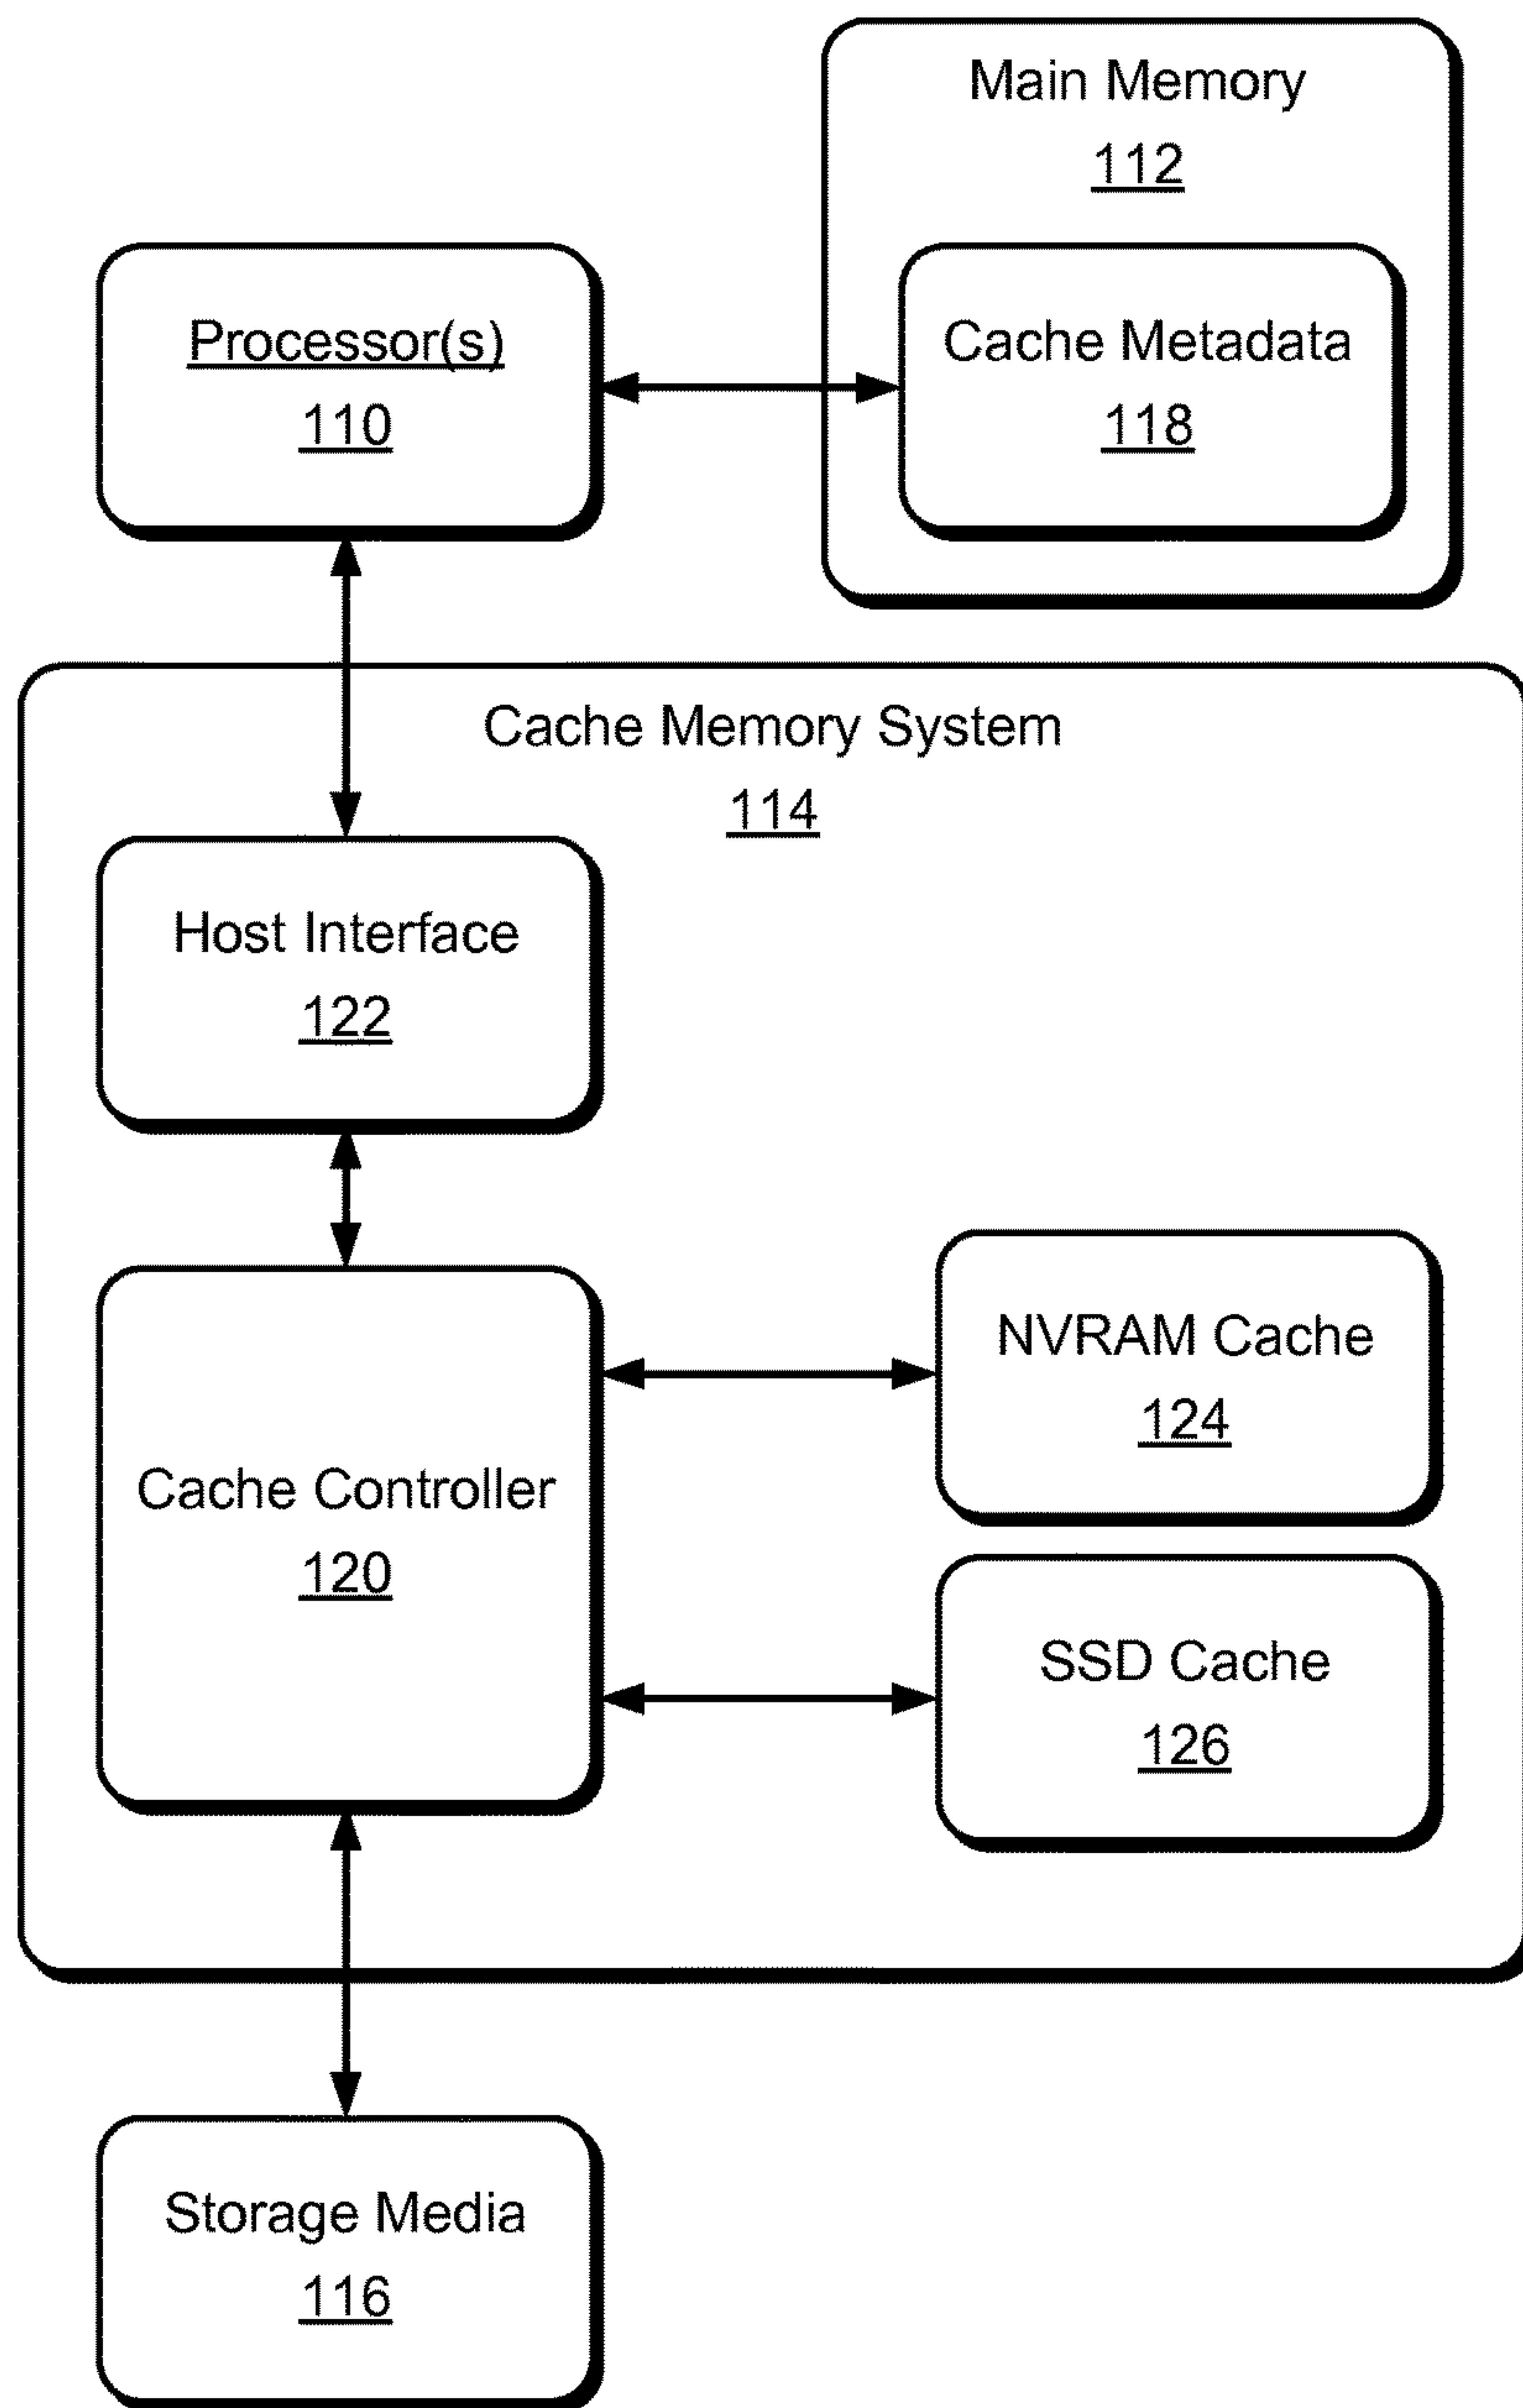 Main Memory
112
Processor(s)
110
Cache Metadata
118
Cache Memory System
114
Host Interface
122
NVRAM Cache
124
Cache Controller
120
SSD Cache
126
Storage Media
116